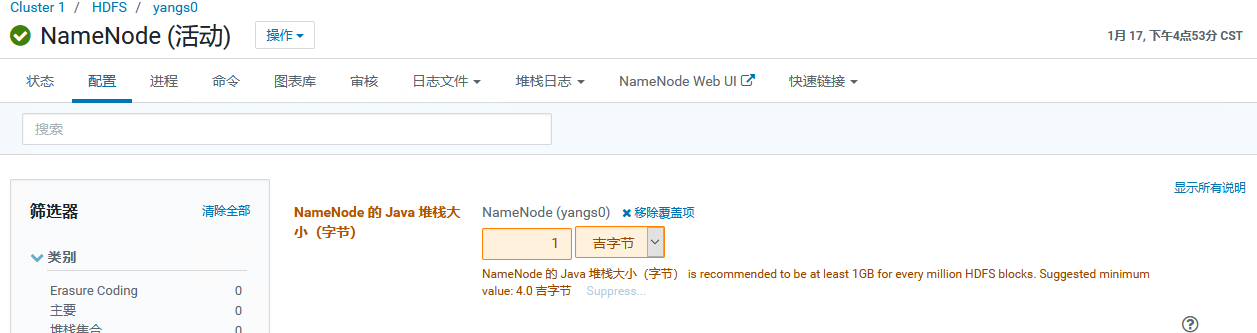 Cluster 1 / HDFS / yangs0
NameNode (活动) 操作
1月 17, 下午4点53分 CST
状态 配置 进程 命令 图表库 审核 日志文件 堆栈日志 NameNode Web UI 快速链接
搜索
显示所有说明
筛选器 清除全部
类别
Erasure Coding 0
主要 0
堆栈集合 0
NameNode 的 Java 堆栈大
小（字节）
NameNode (yangs0) 移除覆盖项
1 吉字节
NameNode 的 Java 堆栈大小（字节） is recommended to be at least 1GB for every million HDFS blocks. Suggested minimum
value: 4.0 吉字节 Suppress...